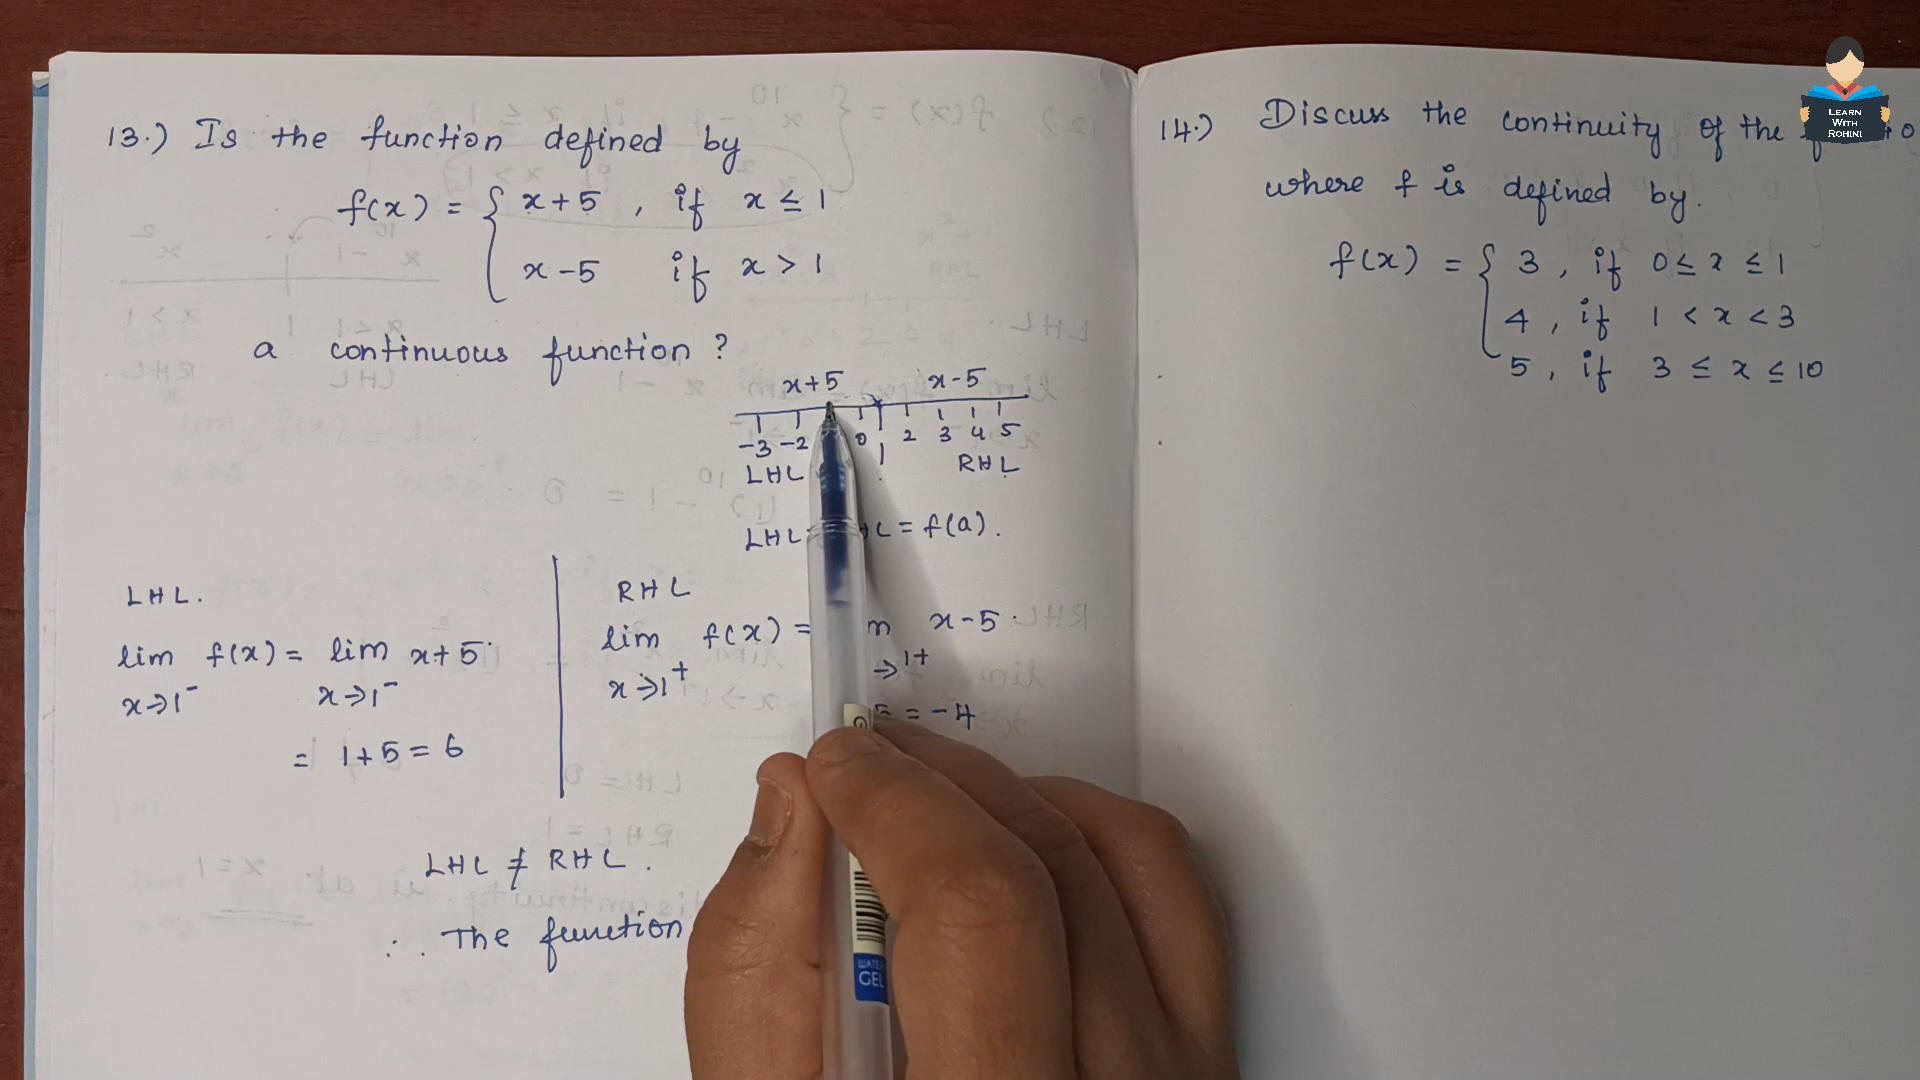 13.) Is the function defined by
f(x) = { x+5 , if x ≤ 1
x-5 if x > 1
a continuous function ?
x+5 x-5
-3 -2 0 1 2 3 4 5
LHL RHL
LHL = f(a).
LHL.
lim f(x) = lim x+5
x→1⁻ x→1⁻
= 1+5 = 6
RHL
lim f(x) = x-5
x→1⁺ →1⁺
5 = -4
LHL ≠ RHL.
∴ The function
14.) Discuss the continuity of the
where f is defined by.
f(x) = { 3 , if 0 ≤ x ≤ 1
4 , if 1 < x < 3
5 , if 3 ≤ x ≤ 10
LEARN
WITH
ROHINI
GEL